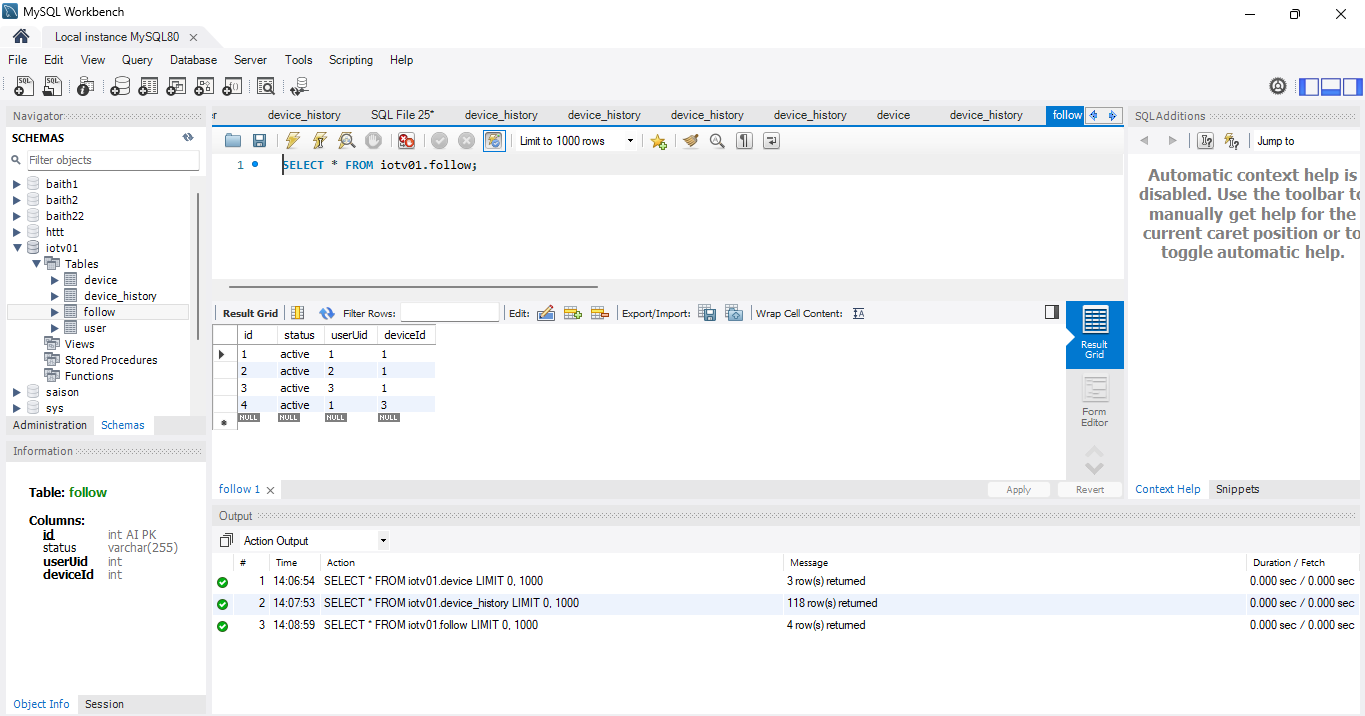 MySQL Workbench
Local instance MySQL80
File Edit View Query Database Server Tools Scripting Help
Navigator
SCHEMAS
Filter objects
baith1
baith2
baith22
httt
iotv01
Tables
device
device_history
follow
user
Views
Stored Procedures
Functions
saison
sys
Administration Schemas
Information
Table: follow
Columns:
id int AI PK
status varchar(255)
userUid int
deviceId int
Object Info Session
er device_history SQL File 25* device_history device_history device_history device_history device device_history follow
Limit to 1000 rows
1 SELECT * FROM iotv01.follow;
Result Grid Filter Rows: Edit: Export/Import: Wrap Cell Content:
id status userUid deviceId
1 active 1 1
2 active 2 1
3 active 3 1
4 active 1 3
NULL NULL NULL NULL
Result Grid
Form Editor
follow 1 Apply Revert
Output
Action Output
# Time Action Message Duration / Fetch
1 14:06:54 SELECT * FROM iotv01.device LIMIT 0, 1000 3 row(s) returned 0.000 sec / 0.000 sec
2 14:07:53 SELECT * FROM iotv01.device_history LIMIT 0, 1000 118 row(s) returned 0.000 sec / 0.000 sec
3 14:08:59 SELECT * FROM iotv01.follow LIMIT 0, 1000 4 row(s) returned 0.000 sec / 0.000 sec
SQLAdditions
Jump to
Automatic context help is
disabled. Use the toolbar to
manually get help for the
current caret position or to
toggle automatic help.
Context Help Snippets